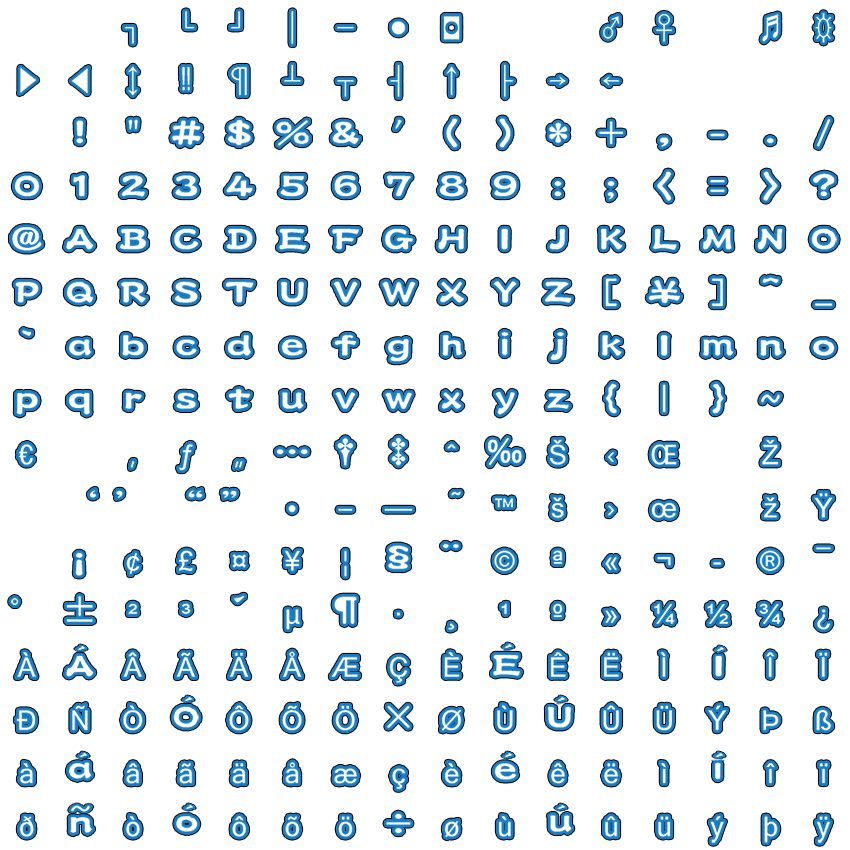 ┐ └ ┘ │ − • ◘ ♂ ♀ ♬ ¤
► ◄ ↕ ‼ ¶ ┴ ┬ ┤ ↑ ├ → ←
! " # $ % & ' ( ) * + , - . /
0 1 2 3 4 5 6 7 8 9 : ; < = > ?
@ A B C D E F G H I J K L M N O
P Q R S T U V W X Y Z [ ¥ ] ^ _
` a b c d e f g h i j k l m n o
p q r s t u v w x y z { | } ~
€ ‚ ƒ „ … † ‡ ˆ ‰ Š ‹ Œ Ž
‘ ’ “ ” • – — ˜ ™ š › œ ž Ÿ
¡ ¢ £ ¤ ¥ ¦ § ¨ © ª « ¬ - ® ¯
° ± ² ³ ´ µ ¶ · ¸ ¹ º » ¼ ½ ¾ ¿
À Á Â Ã Ä Å Æ Ç È É Ê Ë Ì Í Î Ï
Ð Ñ Ò Ó Ô Õ Ö × Ø Ù Ú Û Ü Ý Þ ß
à á â ã ä å æ ç è é ê ë ì í î ï
ð ñ ò ó ô õ ö ÷ ø ù ú û ü ý þ ÿ